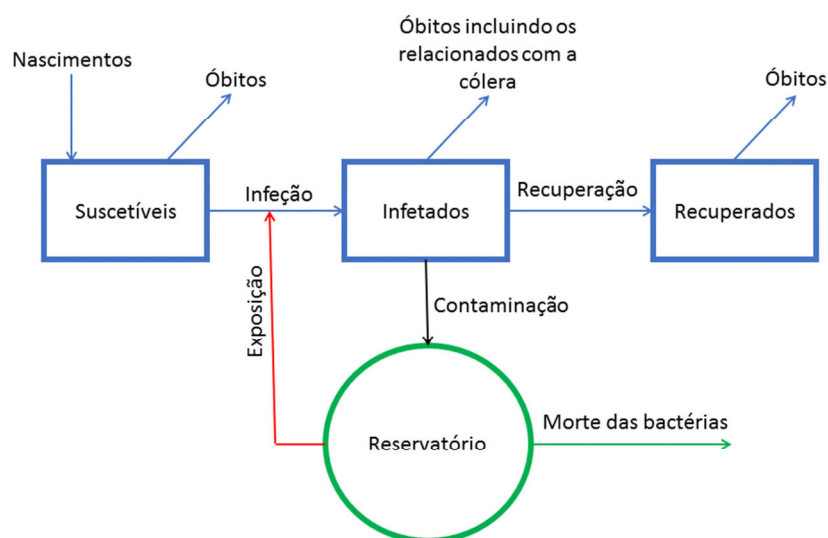 Nascimentos
Óbitos
Óbitos incluindo os
relacionados com a
cólera
Óbitos
Suscetíveis
Infeção
Infetados
Recuperação
Recuperados
Exposição
Contaminação
Reservatório
Morte das bactérias